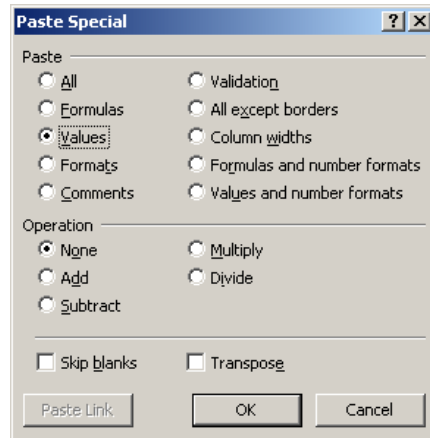 Paste Special
Paste
All Validation
Formulas All except borders
Values Column widths
Formats Formulas and number formats
Comments Values and number formats
Operation
None Multiply
Add Divide
Subtract
Skip blanks Transpose
Paste Link OK Cancel